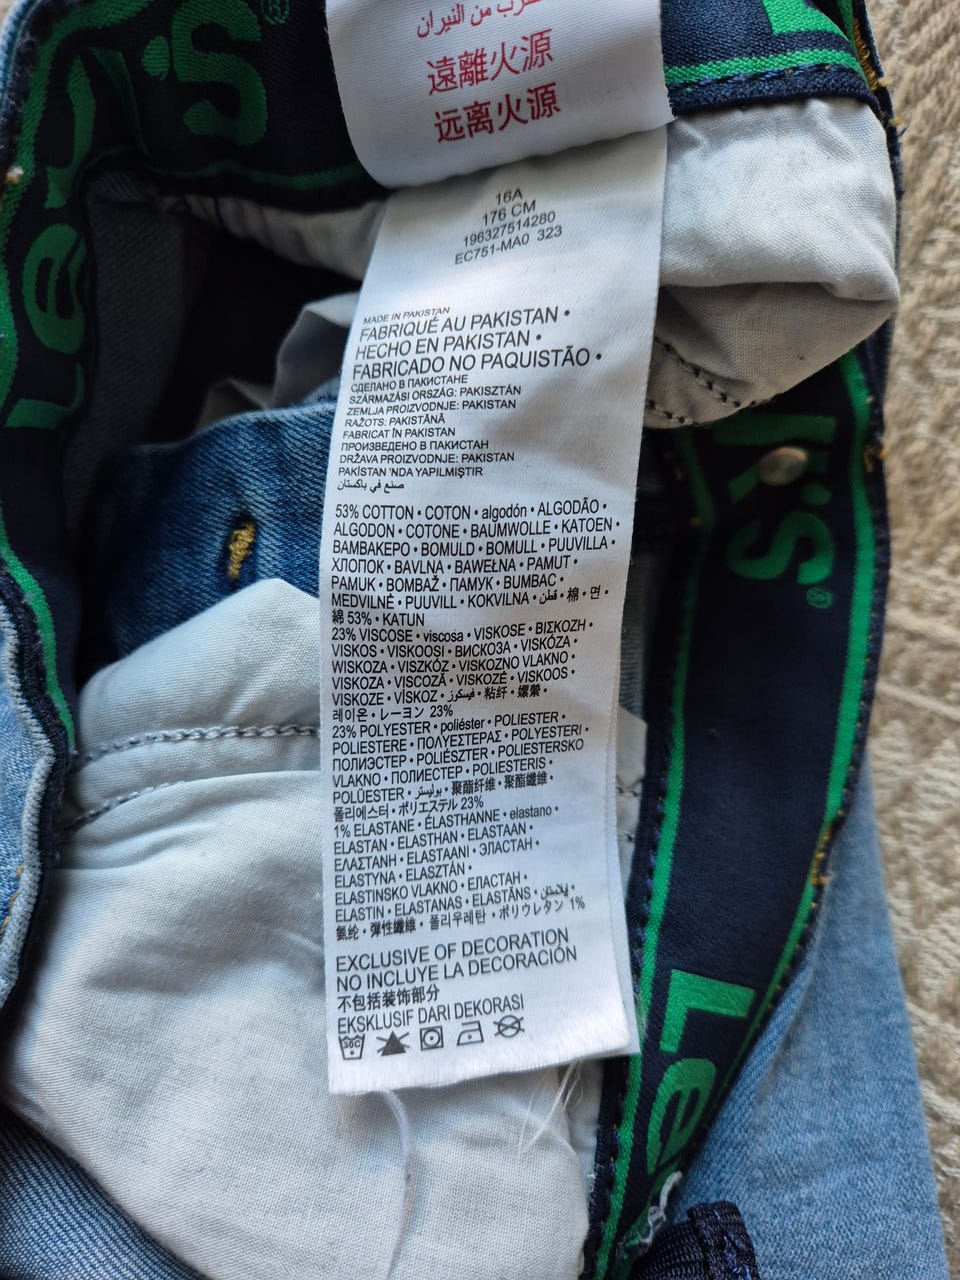 غرب من النيران
遠離火源
远离火源
16A
176 CM
196327514280
EC751-MA0 323
MADE IN PAKISTAN
FABRIQUÉ AU PAKISTAN •
HECHO EN PAKISTAN •
FABRICADO NO PAQUISTÃO •
СДЕЛАНО В ПАКИСТАНЕ
SZÁRMAZÁSI ORSZÁG: PAKISZTÁN
ZEMLJA PROIZVODNJE: PAKISTAN
RAŽOTS: PAKISTĀNĀ
FABRICAT ÎN PAKISTAN
ПРОИЗВЕДЕНО В ПАКИСТАН
DRŽAVA PROIZVODNJE: PAKISTAN
PAKİSTAN 'NDA YAPILMIŞTIR
صنع في باكستان
53% COTTON • COTON • algodón • ALGODÃO •
ALGODON • COTONE • BAUMWOLLE • KATOEN •
ΒΑΜΒΑΚΕΡΟ • BOMULD • BOMULL • PUUVILLA •
ХЛОПОК • BAVLNA • BAWEŁNA • PAMUT •
PAMUK • BOMBAŽ • ПАМУК • BUMBAC •
MEDVILNĖ • PUUVILL • KOKVILNA • قطن • 棉 • 면 •
綿 53% • KATUN
23% VISCOSE • viscosa • VISKOSE • ΒΙΣΚΟΖΗ •
VISKOS • VISKOOSI • ВИСКОЗА • VISKÓZA •
WISKOZA • VISZKÓZ • VISKOZNO VLAKNO •
VISKOZA • VISCOZĂ • VISKOZĖ • VISKOOS •
VISKOZE • VİSKOZ • فيسكوز • 粘纤 • 嫘縈 •
레이온 • レーヨン 23%
23% POLYESTER • poliéster • POLIESTER •
POLIESTERE • ΠΟΛΥΕΣΤΕΡΑΣ • POLYESTERI •
ПОЛИЭСТЕР • POLIÉSZTER • POLIESTERSKO
VLAKNO • ПОЛИЕСТЕР • POLIESTERIS •
POLÜESTER • بوليستر • 聚酯纤维 • 聚酯纖維 •
폴리에스터 • ポリエステル 23%
1% ELASTANE • ÉLASTHANNE • elastano •
ELASTAN • ELASTHAN • ELASTAAN •
ΕΛΑΣΤΑΝΗ • ELASTAANI • ЭЛАСТАН •
ELASTYNA • ELASZTÁN •
ELASTINSKO VLAKNO • ЕЛАСТАН •
ELASTIN • ELASTANAS • ELASTĀNS •
氨纶 • 彈性纖維 • 폴리우레탄 • ポリウレタン 1%
EXCLUSIVE OF DECORATION
NO INCLUYE LA DECORACIÓN
不包括装饰部分
EKSKLUSIF DARI DEKORASI
30C
Levi's®
L
i'S®
Le